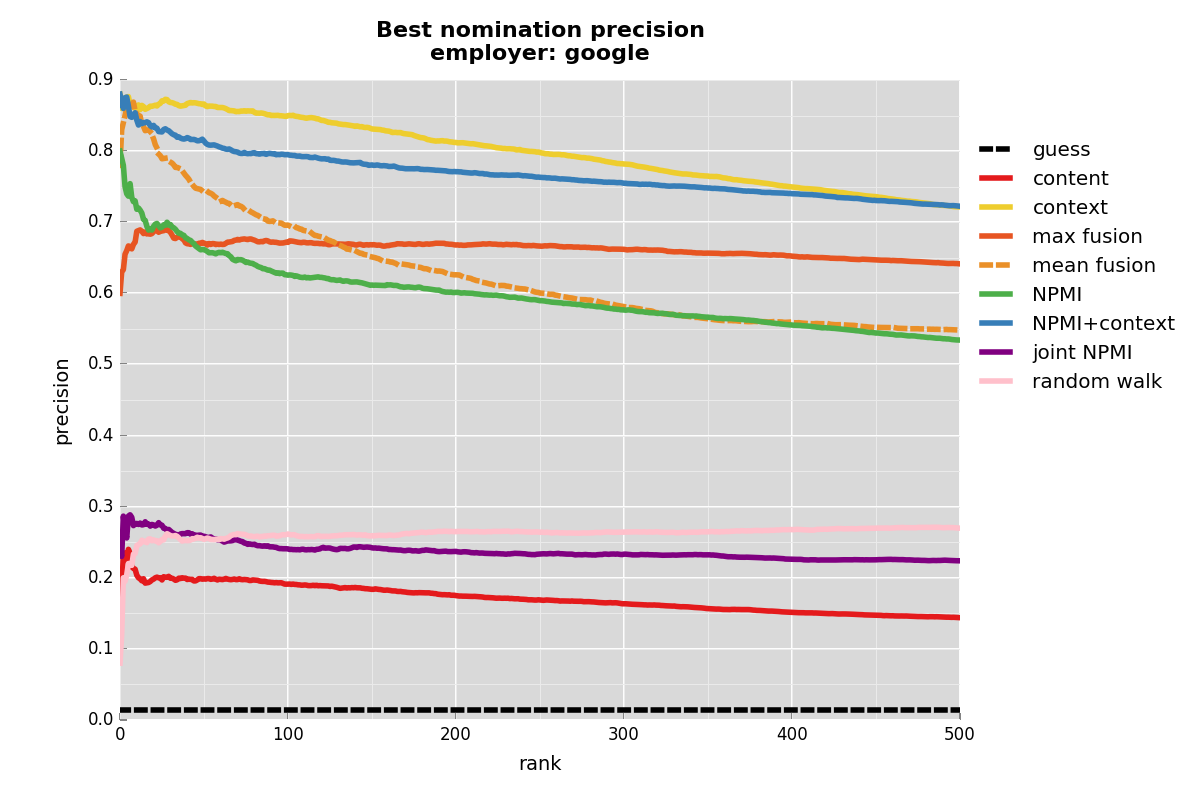 Best nomination precision
employer: google
precision
0.9
0.8
0.7
0.6
0.5
0.4
0.3
0.2
0.1
0.0
0 100 200 300 400 500
rank
guess
content
context
max fusion
mean fusion
NPMI
NPMI+context
joint NPMI
random walk